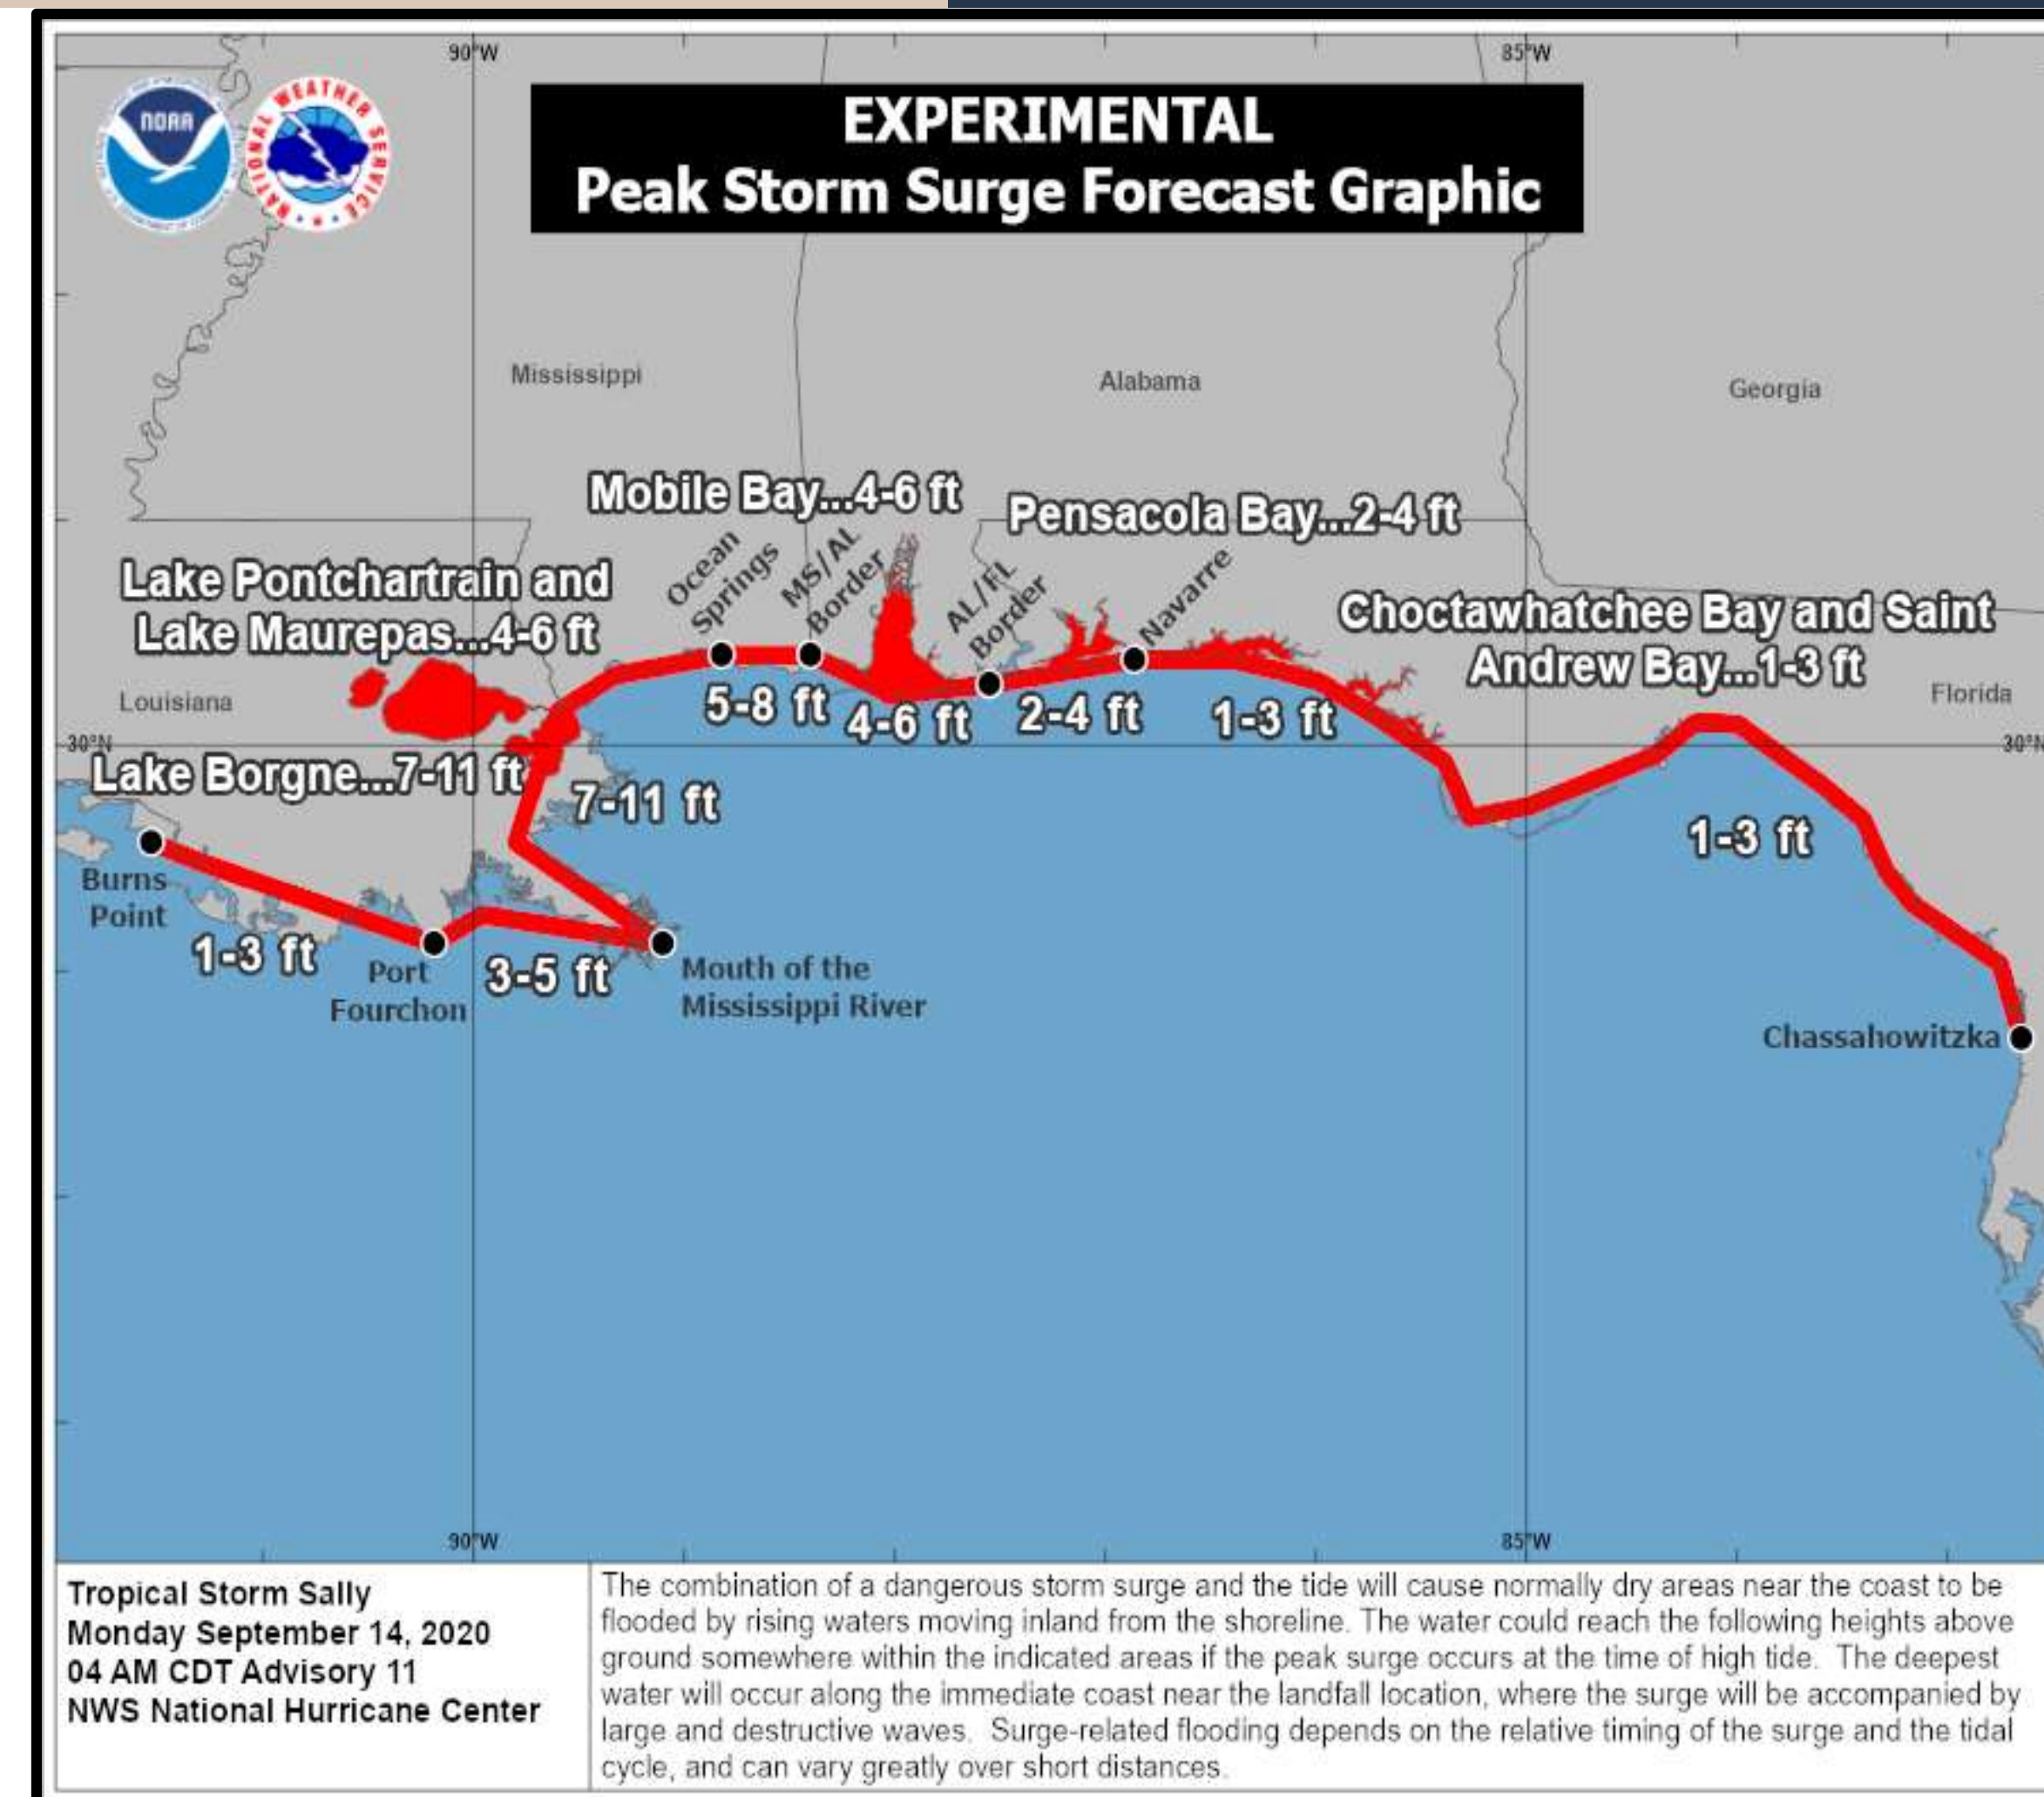 90°W
85°W
NOAA
NATIONAL WEATHER SERVICE
EXPERIMENTAL
Peak Storm Surge Forecast Graphic
Mississippi
Alabama
Georgia
Mobile Bay...4-6 ft
Pensacola Bay...2-4 ft
Ocean
Springs
MS/AL
Border
AL/FL
Border
Navarre
Lake Pontchartrain and
Lake Maurepas...4-6 ft
Choctawhatchee Bay and Saint
Andrew Bay...1-3 ft
Louisiana
Florida
5-8 ft
4-6 ft
2-4 ft
1-3 ft
30°N
30°N
Lake Borgne...7-11 ft
7-11 ft
1-3 ft
Burns
Point
1-3 ft
Port
Fourchon
3-5 ft
Mouth of the
Mississippi River
Chassahowitzka
90°W
85°W
Tropical Storm Sally
Monday September 14, 2020
04 AM CDT Advisory 11
NWS National Hurricane Center
The combination of a dangerous storm surge and the tide will cause normally dry areas near the coast to be
flooded by rising waters moving inland from the shoreline. The water could reach the following heights above
ground somewhere within the indicated areas if the peak surge occurs at the time of high tide. The deepest
water will occur along the immediate coast near the landfall location, where the surge will be accompanied by
large and destructive waves. Surge-related flooding depends on the relative timing of the surge and the tidal
cycle, and can vary greatly over short distances.